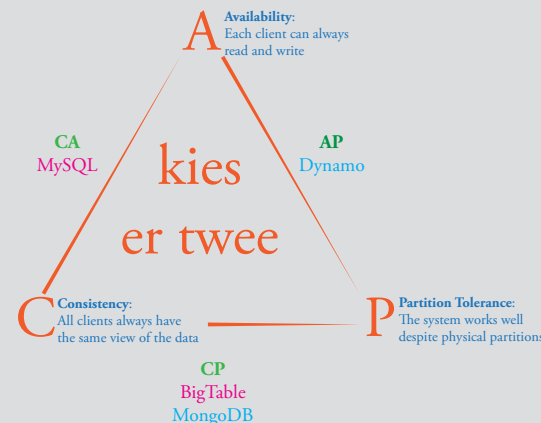 A
Availability:
Each client can always
read and write
CA
MySQL
AP
Dynamo
kies
er twee
C
Consistency:
All clients always have
the same view of the data
P
Partition Tolerance:
The system works well
despite physical partitions
CP
BigTable
MongoDB